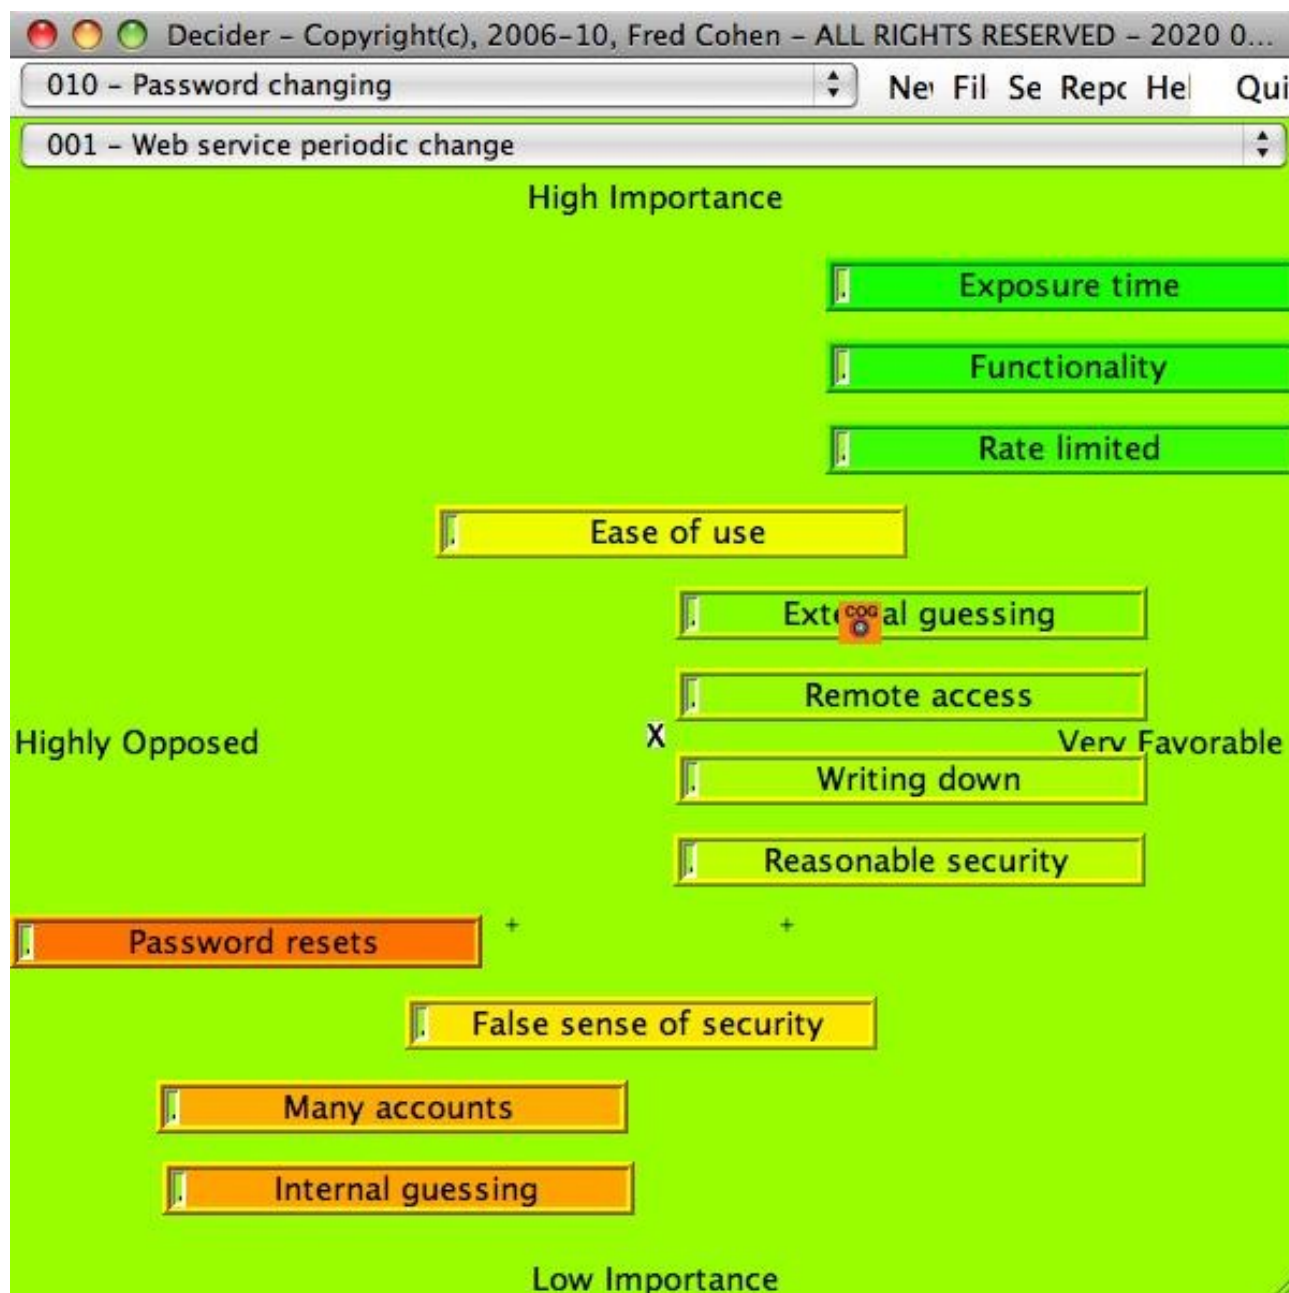 Decider - Copyright(c), 2006-10, Fred Cohen - ALL RIGHTS RESERVED - 2020 0...
010 - Password changing Ne Fil Se Repo Hel Qui
001 - Web service periodic change
High Importance
Exposure time
Functionality
Rate limited
Ease of use
External guessing
COG
Remote access
Highly Opposed X Very Favorable
Writing down
Reasonable security
Password resets + +
False sense of security
Many accounts
Internal guessing
Low Importance